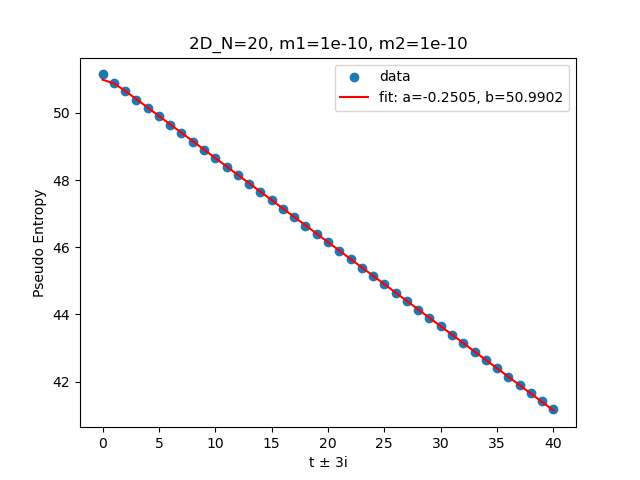 2D_N=20, m1=1e-10, m2=1e-10
data
fit: a=-0.2505, b=50.9902
Pseudo Entropy
50
48
46
44
42
0 5 10 15 20 25 30 35 40
t ± 3i